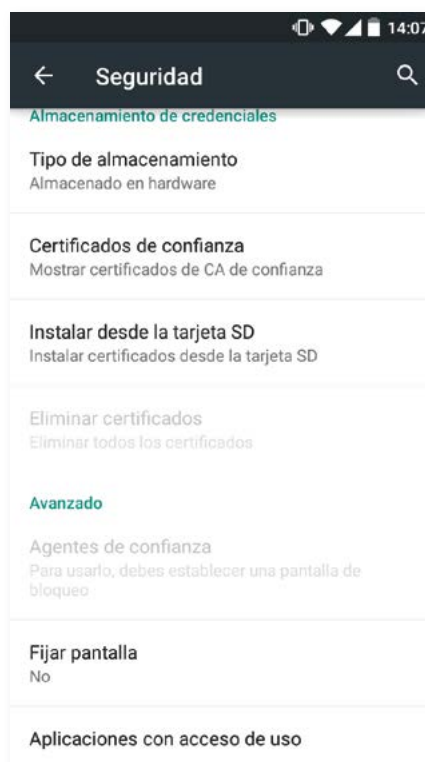 14:07
Seguridad
Almacenamiento de credenciales
Tipo de almacenamiento
Almacenado en hardware
Certificados de confianza
Mostrar certificados de CA de confianza
Instalar desde la tarjeta SD
Instalar certificados desde la tarjeta SD
Eliminar certificados
Eliminar todos los certificados
Avanzado
Agentes de confianza
Para usarlo, debes establecer una pantalla de
bloqueo
Fijar pantalla
No
Aplicaciones con acceso de uso